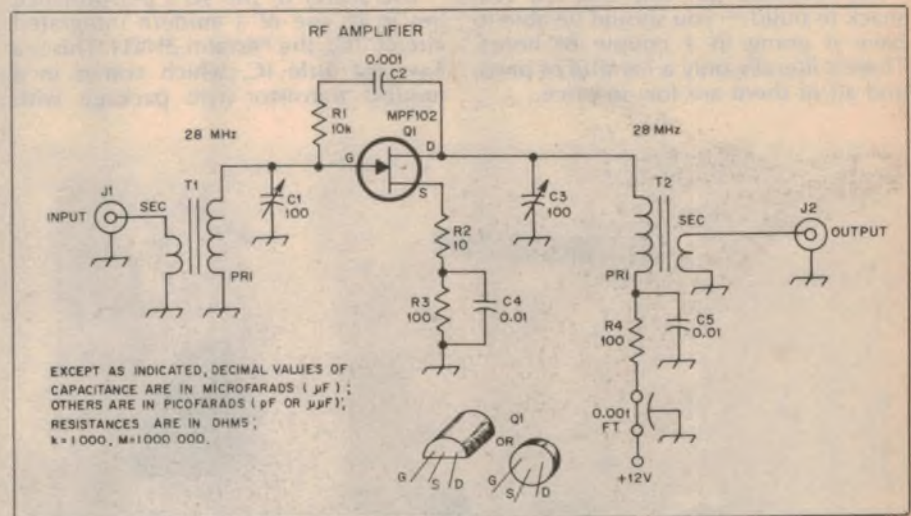 RF AMPLIFIER
0.001
C2
R1
10k
MPF102
Q1
28 MHz
28 MHz
G
D
S
J1
INPUT
SEC
T1
PRI
C1
100
R2
10
C3
100
T2
SEC
PRI
J2
OUTPUT
R3
100
C4
0.01
R4
100
C5
0.01
0.001
FT
+12V
EXCEPT AS INDICATED, DECIMAL VALUES OF
CAPACITANCE ARE IN MICROFARADS ( µF ) ;
OTHERS ARE IN PICOFARADS ( pF OR µµF);
RESISTANCES ARE IN OHMS ;
k = 1000, M=1000 000.
Q1
OR
G S D
G S D